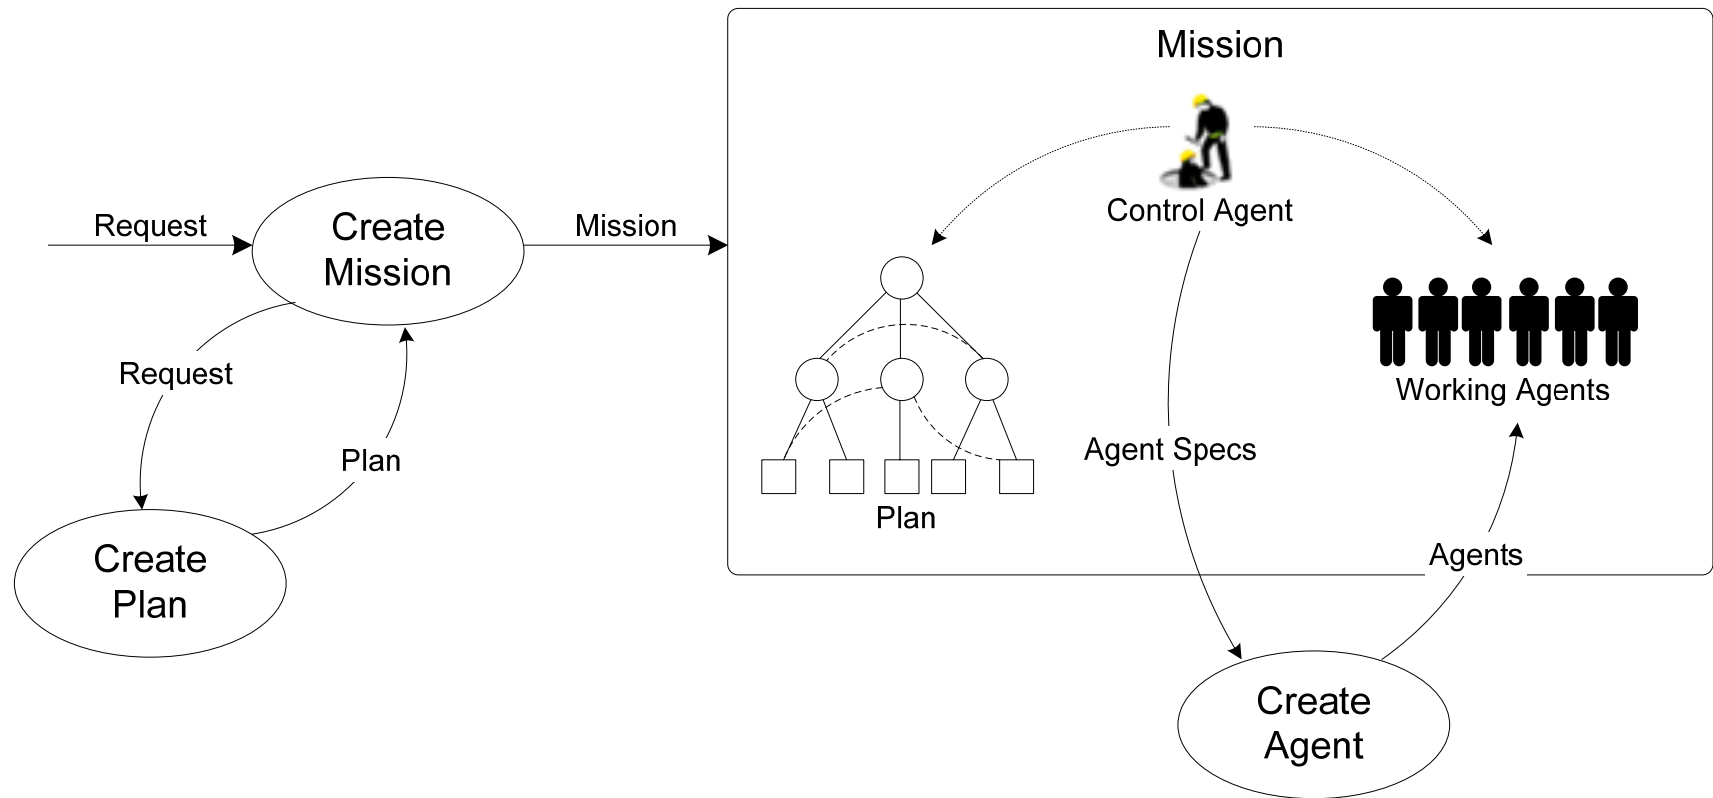 Mission
Control Agent
Request
Create
Mission
Mission
Request
Plan
Create
Plan
Plan
Working Agents
Agent Specs
Agents
Create
Agent